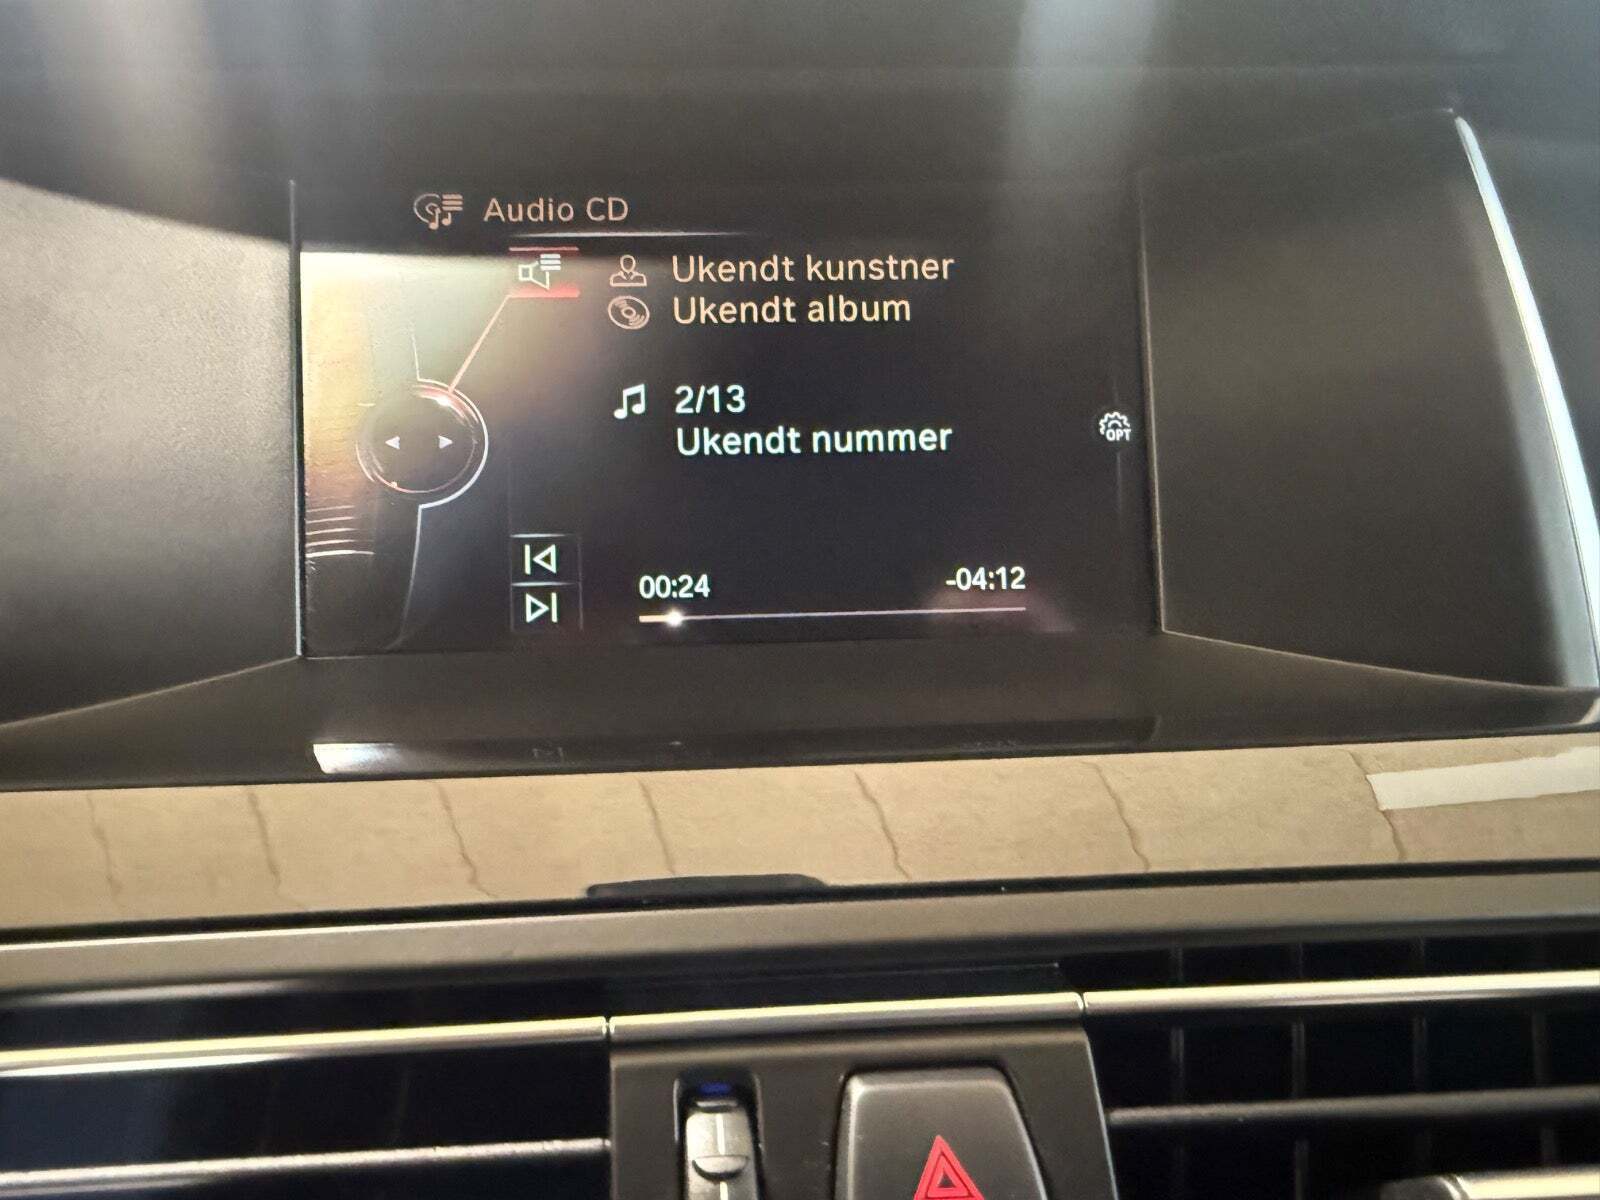 Audio CD
Ukendt kunstner
Ukendt album
2/13
Ukendt nummer
OPT
00:24
-04:12